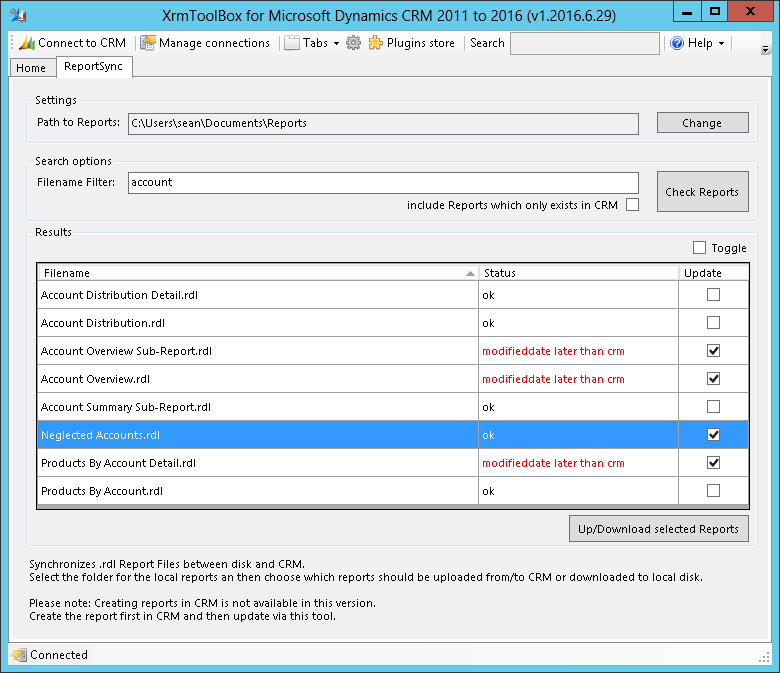 XrmToolBox for Microsoft Dynamics CRM 2011 to 2016 (v1.2016.6.29)
Connect to CRM Manage connections Tabs Plugins store Search Help
Home ReportSync
Settings
Path to Reports: C:\Users\sean\Documents\Reports Change
Search options
Filename Filter: account Check Reports
include Reports which only exists in CRM
Results
Toggle
Filename Status Update
Account Distribution Detail.rdl ok
Account Distribution.rdl ok
Account Overview Sub-Report.rdl modifieddate later than crm
Account Overview.rdl modifieddate later than crm
Account Summary Sub-Report.rdl ok
Neglected Accounts.rdl ok
Products By Account Detail.rdl modifieddate later than crm
Products By Account.rdl ok
Up/Download selected Reports
Synchronizes .rdl Report Files between disk and CRM.
Select the folder for the local reports an then choose which reports should be uploaded from/to CRM or downloaded to local disk.
Please note: Creating reports in CRM is not available in this version.
Create the report first in CRM and then update via this tool.
Connected